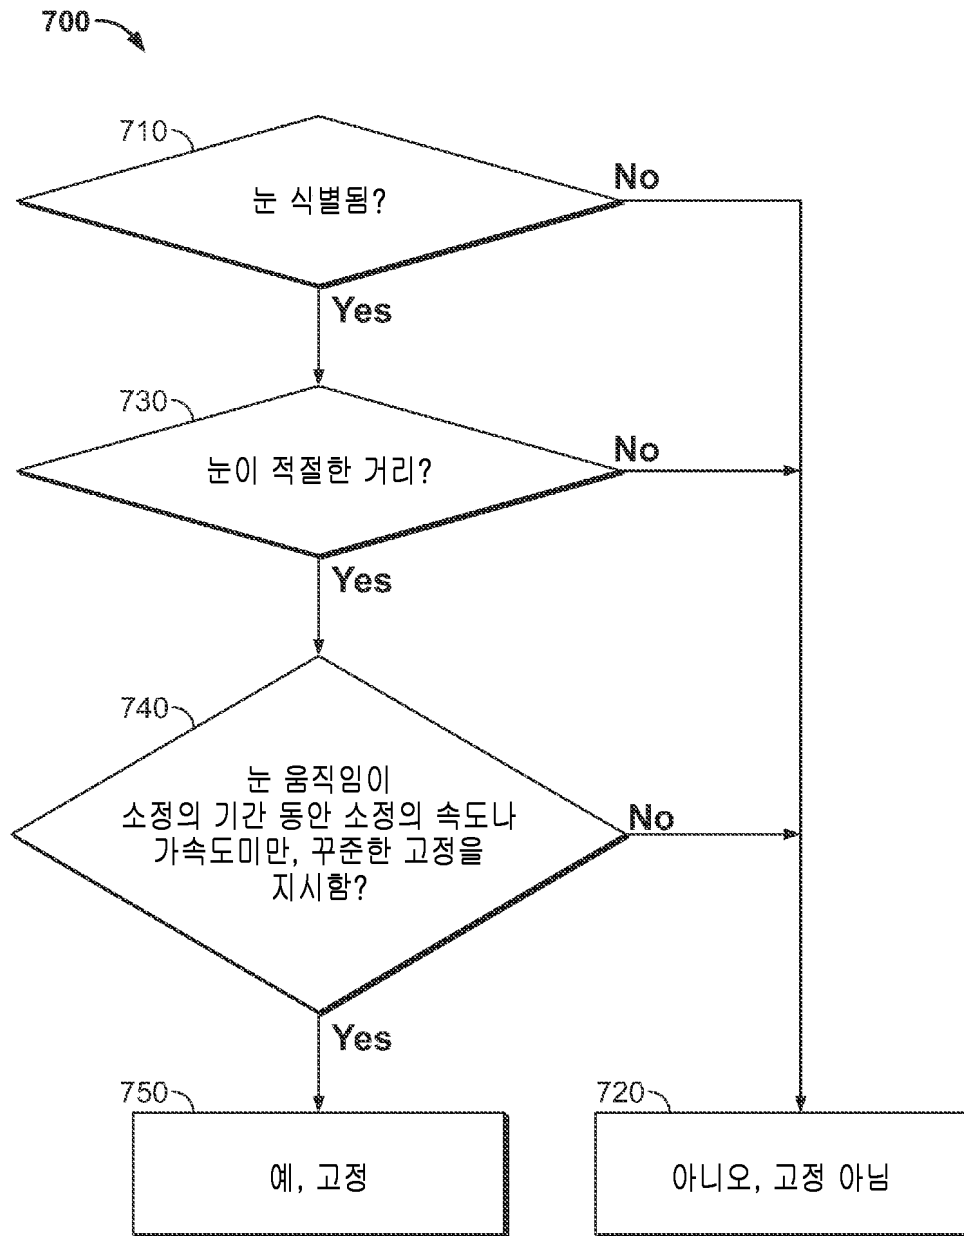 700
710
눈 식별됨?
No
Yes
730
눈이 적절한 거리?
No
Yes
740
눈 움직임이
소정의 기간 동안 소정의 속도나
가속도미만, 꾸준한 고정을
지시함?
No
Yes
750
예, 고정
720
아니오, 고정 아님